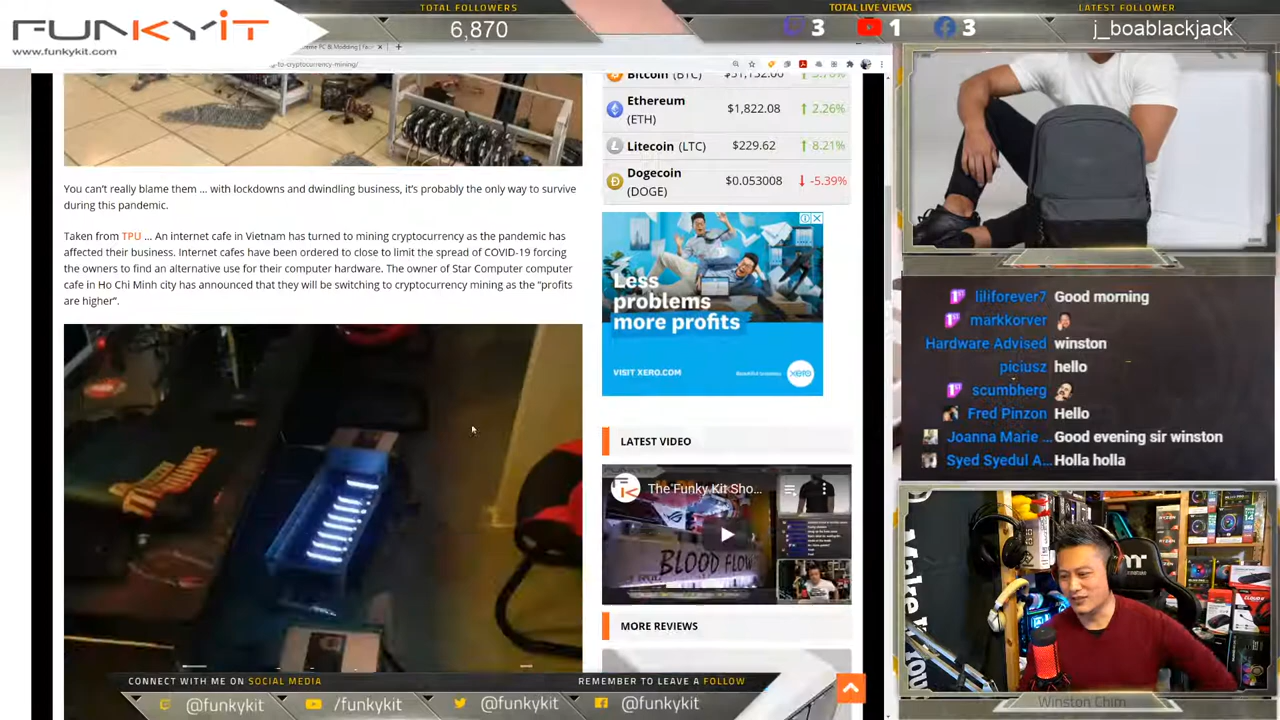 FUNKYIT
www.funkykit.com
TOTAL FOLLOWERS
6,870
TOTAL LIVE VIEWS
3 1 3
LATEST FOLLOWER
j_boablackjack
g-to-cryptocurrency-mining/
Bitcoin (BTC)
Ethereum (ETH) $1,822.08 ↑ 2.26%
Litecoin (LTC) $229.62 ↑ 8.21%
Dogecoin (DOGE) $0.053008 ↓ -5.39%
You can't really blame them ... with lockdowns and dwindling business, it's probably the only way to survive
during this pandemic.
Taken from TPU ... An internet cafe in Vietnam has turned to mining cryptocurrency as the pandemic has
affected their business. Internet cafes have been ordered to close to limit the spread of COVID-19 forcing
the owners to find an alternative use for their computer hardware. The owner of Star Computer computer
cafe in Ho Chi Minh city has announced that they will be switching to cryptocurrency mining as the "profits
are higher".
Less
problems
more profits
VISIT XERO.COM
Beautiful business
xero
LATEST VIDEO
The Funky Kit Sho...
BLOOD FLOW
MORE REVIEWS
liliforever7 Good morning
markkorver
Hardware Advised winston
piciusz hello
scumbherg
Fred Pinzon Hello
Joanna Marie ... Good evening sir winston
Syed Syedul A... Holla holla
Winston Chim
CONNECT WITH ME ON SOCIAL MEDIA
REMEMBER TO LEAVE A FOLLOW
@funkykit /funkykit @funkykit @funkykit